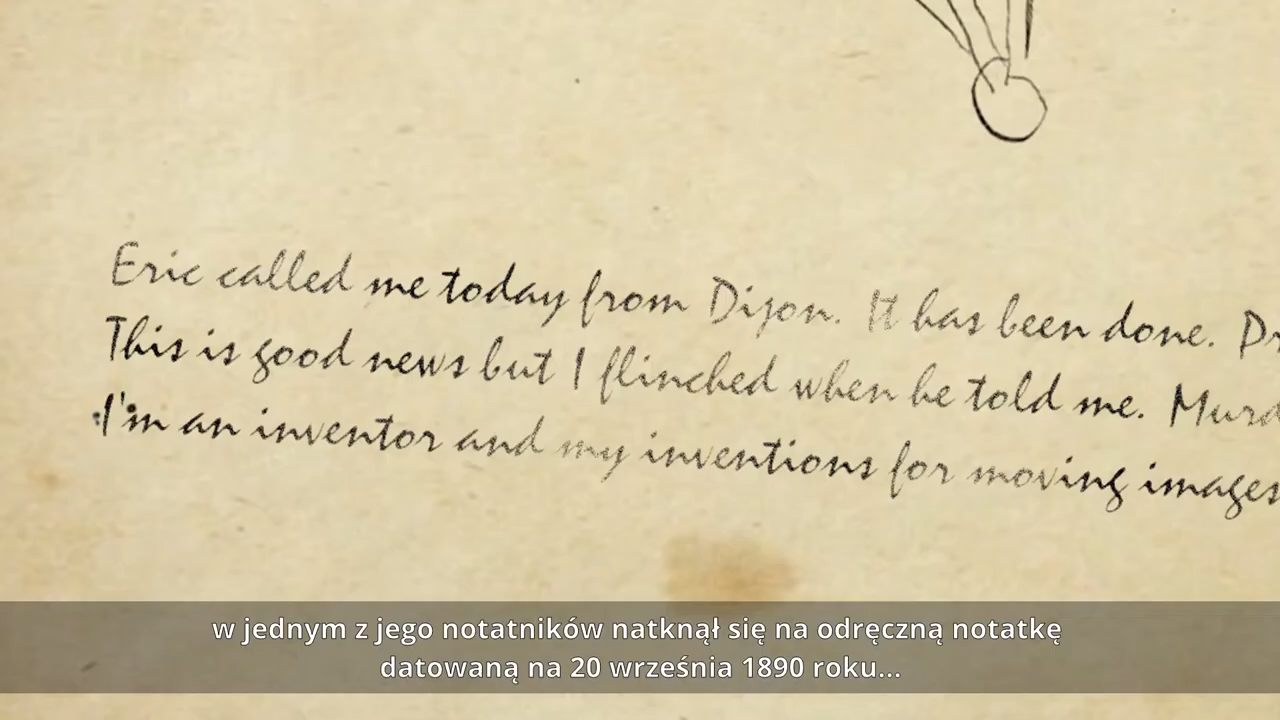 Eric called me today from Dijon. It has been done.
This is good news but I flinched when he told me.
I'm an inventor and my inventions for moving images
w jednym z jego notatników natknął się na odręczną notatkę
datowaną na 20 września 1890 roku...